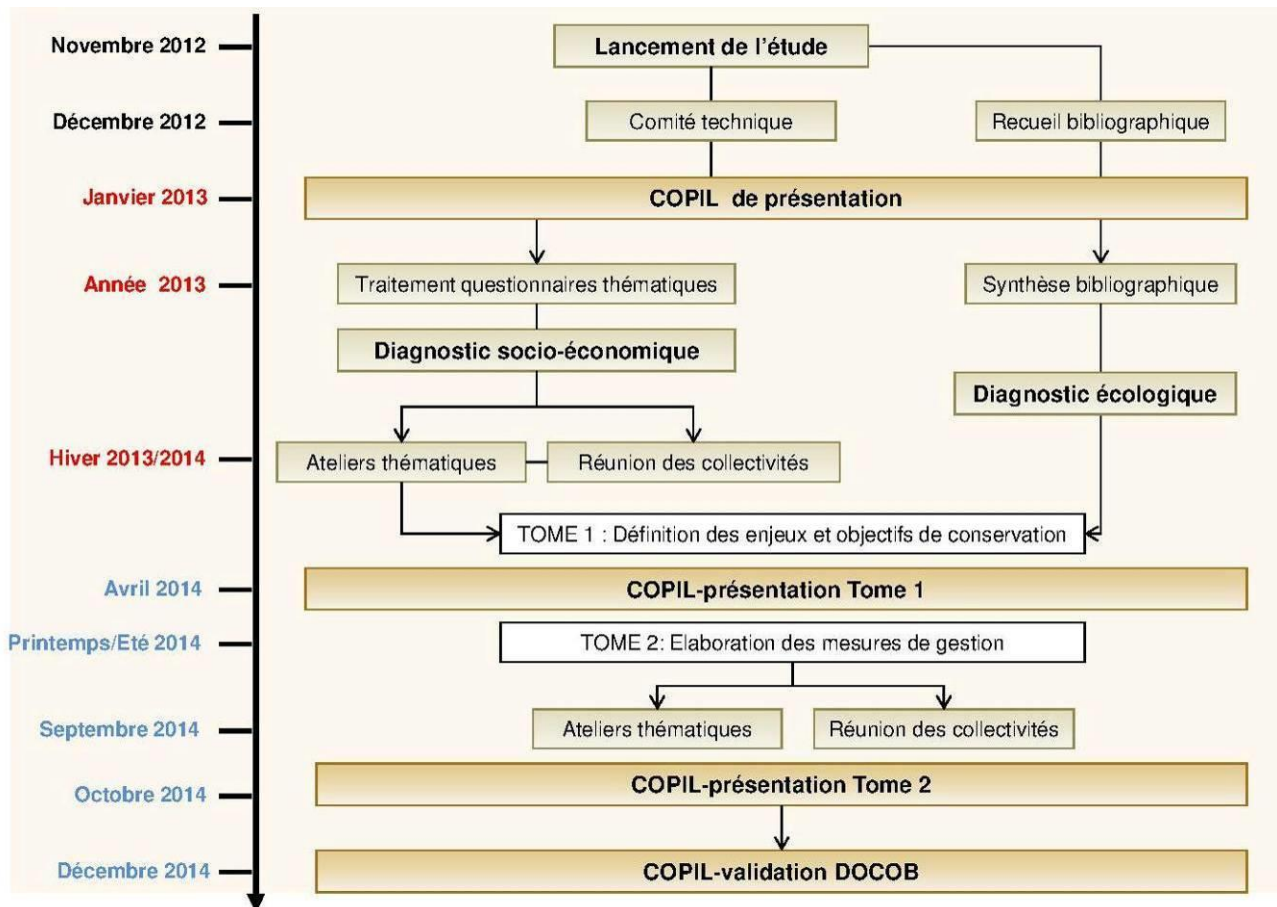 Novembre 2012
Lancement de l'étude
Décembre 2012
Comité technique
Recueil bibliographique
Janvier 2013
COPIL de présentation
Année 2013
Traitement questionnaires thématiques
Synthèse bibliographique
Diagnostic socio-économique
Diagnostic écologique
Hiver 2013/2014
Ateliers thématiques
Réunion des collectivités
TOME 1 : Définition des enjeux et objectifs de conservation
Avril 2014
COPIL-présentation Tome 1
Printemps/Eté 2014
TOME 2: Elaboration des mesures de gestion
Septembre 2014
Ateliers thématiques
Réunion des collectivités
Octobre 2014
COPIL-présentation Tome 2
Décembre 2014
COPIL-validation DOCOB